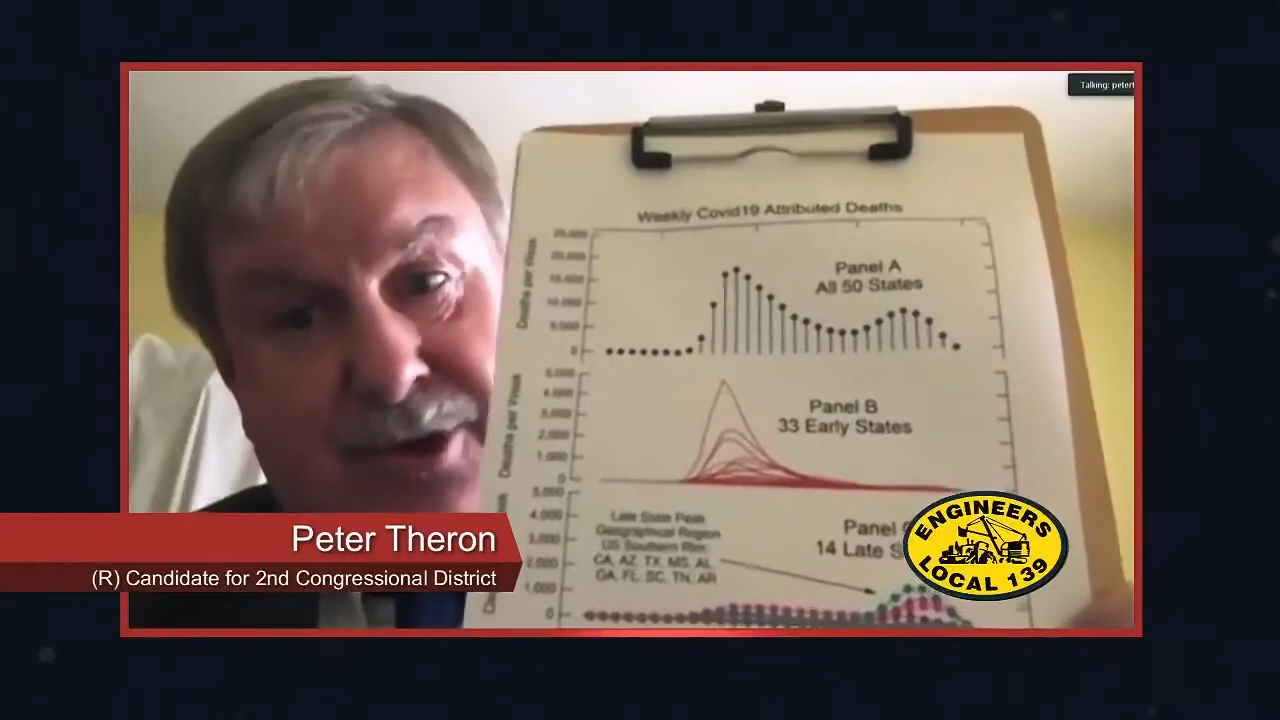 Talking: petert
Weekly Covid19 Attributed Deaths
Deaths per Week
25,000
20,000
15,000
10,000
5,000
0
Panel A
All 50 States
Deaths per Week
5,000
4,000
3,000
2,000
1,000
0
Panel B
33 Early States
5,000
4,000
3,000
2,000
1,000
0
Late State Peak
Geographical Region
US Southern Rim:
CA, AZ, TX, MS, AL,
GA, FL, SC, TN, AR
Panel
14 Late S
ENGINEERS
LOCAL 139
Peter Theron
(R) Candidate for 2nd Congressional District